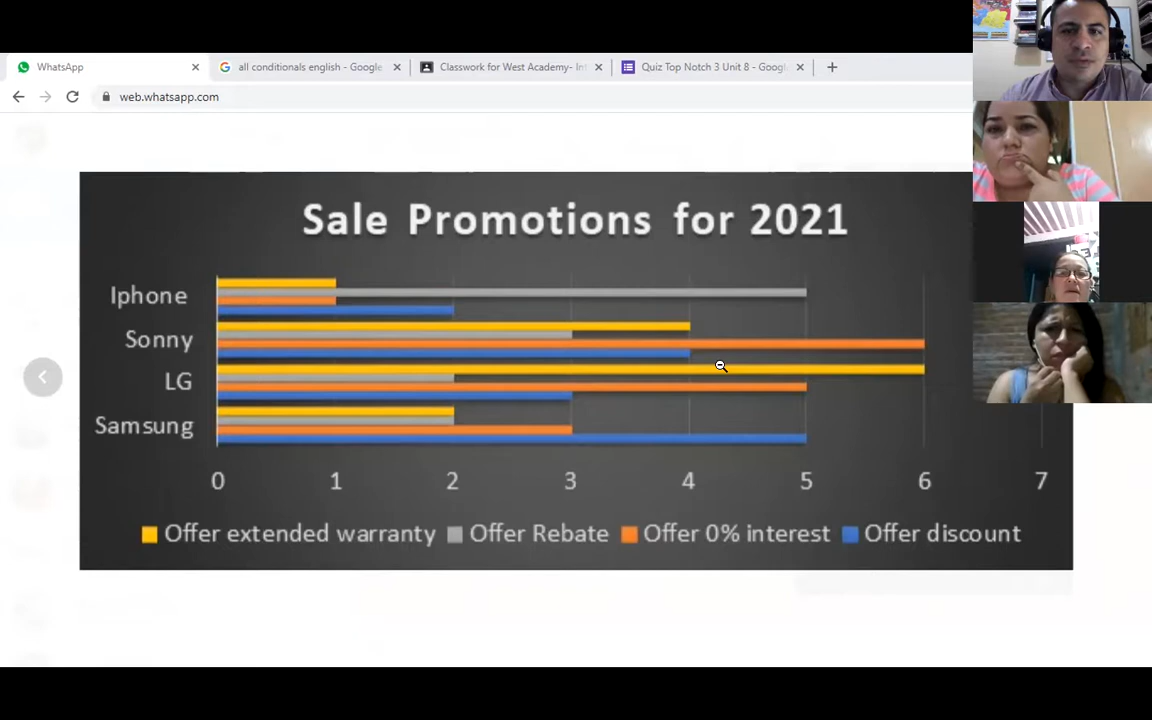 WhatsApp
all conditionals english - Google
Classwork for West Academy- Int
Quiz Top Notch 3 Unit 8 - Googl
web.whatsapp.com
Sale Promotions for 2021
Iphone
Sonny
LG
Samsung
0 1 2 3 4 5 6 7
Offer extended warranty Offer Rebate Offer 0% interest Offer discount